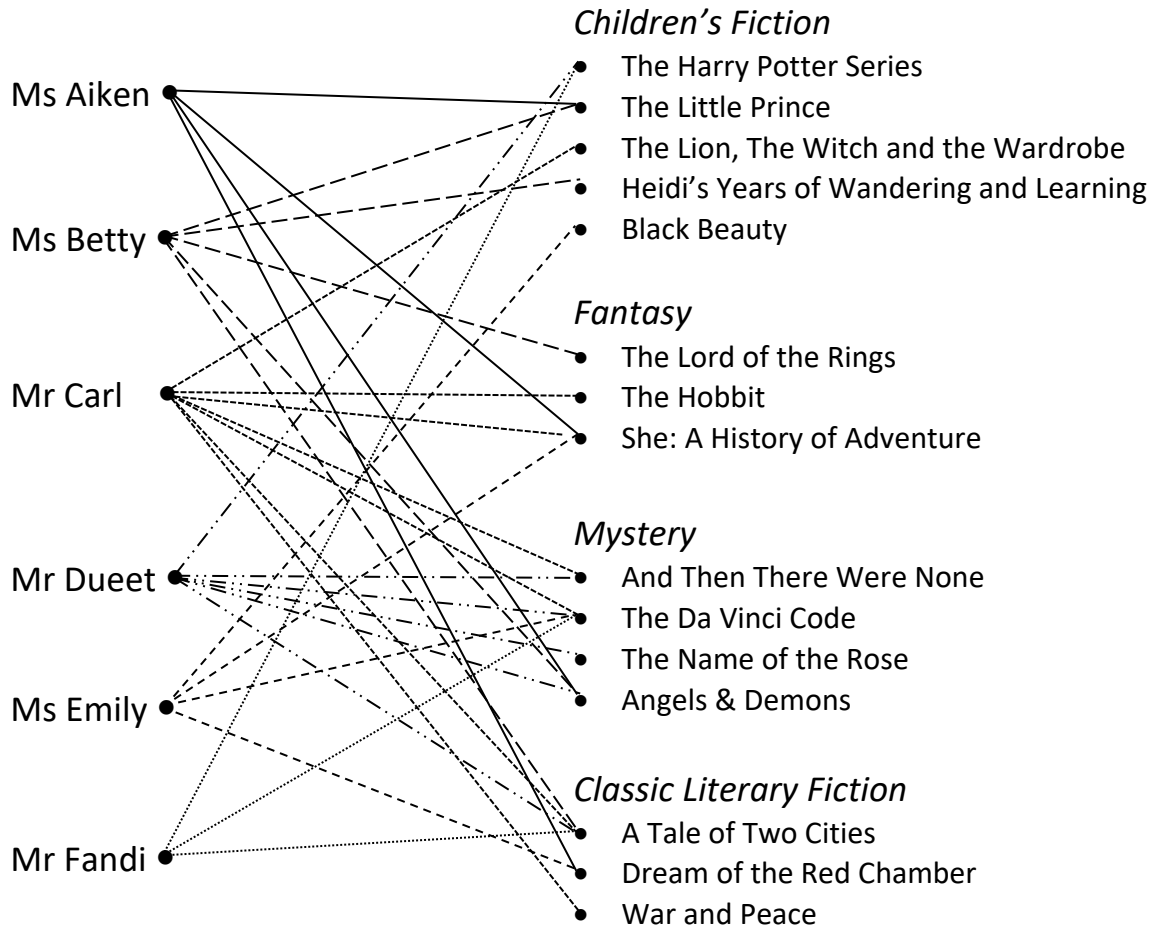 Children’s Fiction
The Harry Potter Series
Ms Aiken
The Little Prince
The Lion, The Witch and the Wardrobe
Heidi’s Years of Wandering and Learning
Ms Betty
Black Beauty
Fantasy
The Lord of the Rings
Mr Carl
The Hobbit
She: A History of Adventure
Mystery
Mr Dueet
And Then There Were None
The Da Vinci Code
The Name of the Rose
Ms Emily
Angels & Demons
Classic Literary Fiction
A Tale of Two Cities
Mr Fandi
Dream of the Red Chamber
War and Peace